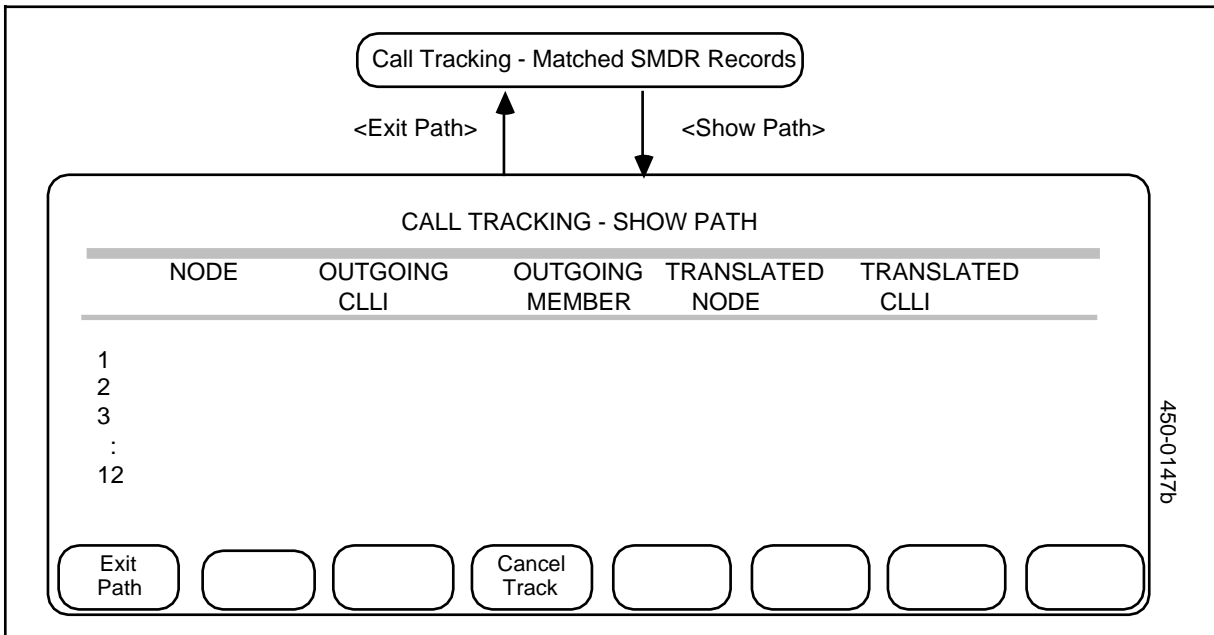 Call Tracking - Matched SMDR Records
<Exit Path> <Show Path>
CALL TRACKING - SHOW PATH
NODE OUTGOING OUTGOING TRANSLATED TRANSLATED
CLLI MEMBER NODE CLLI
1
2
3
:
12
Exit Cancel
Path Track
450-0147b